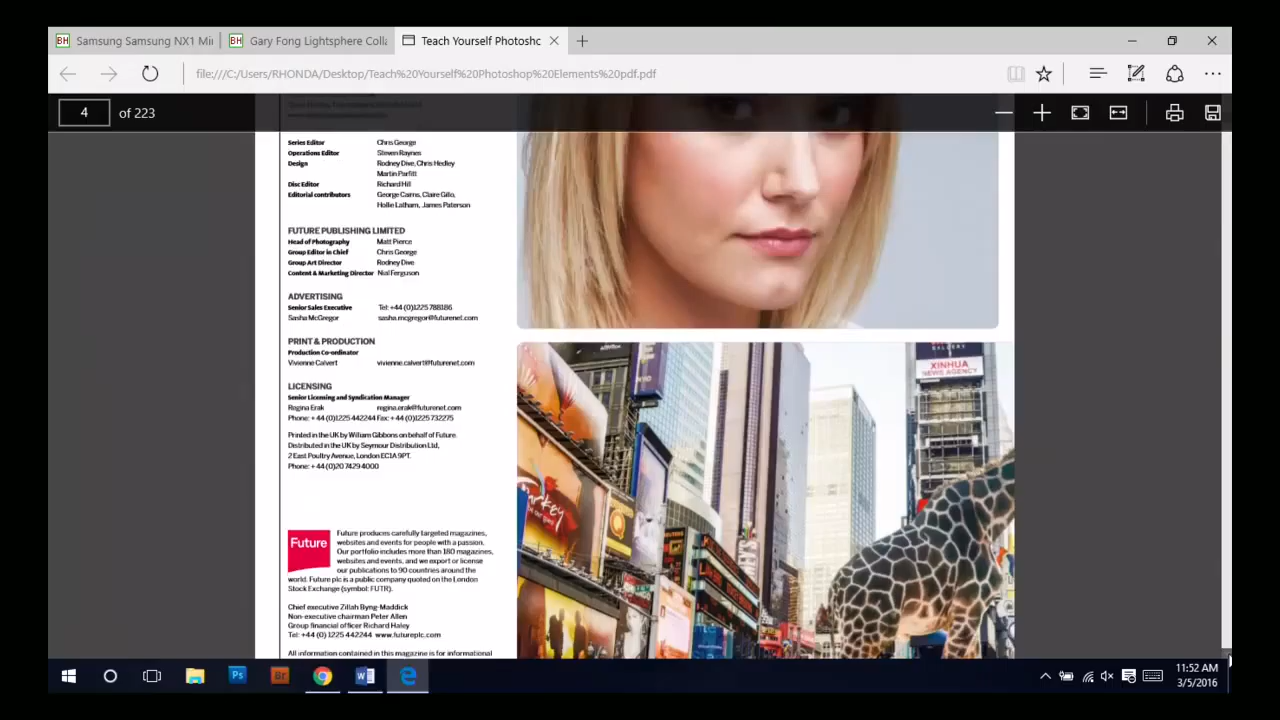 BH Samsung Samsung NX1 Mi
BH Gary Fong Lightsphere Colla
Teach Yourself Photosho
file:///C:/Users/RHONDA/Desktop/Teach%20Yourself%20Photoshop%20Elements%20pdf.pdf
4 of 223
Series Editor Chris George
Operations Editor Steven Raynes
Design Rodney Dive, Chris Hedley
Martin Parfitt
Disc Editor Richard Hill
Editorial contributors George Cairns, Claire Gillo,
Hollie Latham, James Paterson
FUTURE PUBLISHING LIMITED
Head of Photography Matt Pierce
Group Editor in Chief Chris George
Group Art Director Rodney Dive
Content & Marketing Director Nial Ferguson
ADVERTISING
Senior Sales Executive Tel: +44 (0)1225 788186
Sasha McGregor sasha.mcgregor@futurenet.com
PRINT & PRODUCTION
Production Co-ordinator
Vivienne Calvert vivienne.calvert@futurenet.com
LICENSING
Senior Licensing and Syndication Manager
Regina Erak regina.erak@futurenet.com
Phone: + 44 (0)1225 442244 Fax: + 44 (0)1225 732275
Printed in the UK by William Gibbons on behalf of Future.
Distributed in the UK by Seymour Distribution Ltd,
2 East Poultry Avenue, London EC1A 9PT.
Phone: + 44 (0)20 7429 4000
Future
Future produces carefully targeted magazines,
websites and events for people with a passion.
Our portfolio includes more than 180 magazines,
websites and events, and we export or license
our publications to 90 countries around the
world. Future plc is a public company quoted on the London
Stock Exchange (symbol: FUTR).
Chief executive Zillah Byng-Maddick
Non-executive chairman Peter Allen
Group financial officer Richard Haley
Tel: +44 (0) 1225 442244 www.futureplc.com
All information contained in this magazine is for informational
XINHUA
NEWS AGENCY
Turkey
Ps
Br
11:52 AM
3/5/2016